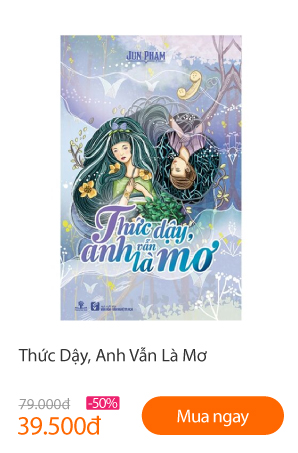 JUN PHẠM
Thức dậy,
anh vẫn
là mơ
Thức Dậy, Anh Vẫn Là Mơ
79.000đ -50%
39.500đ
Mua ngay